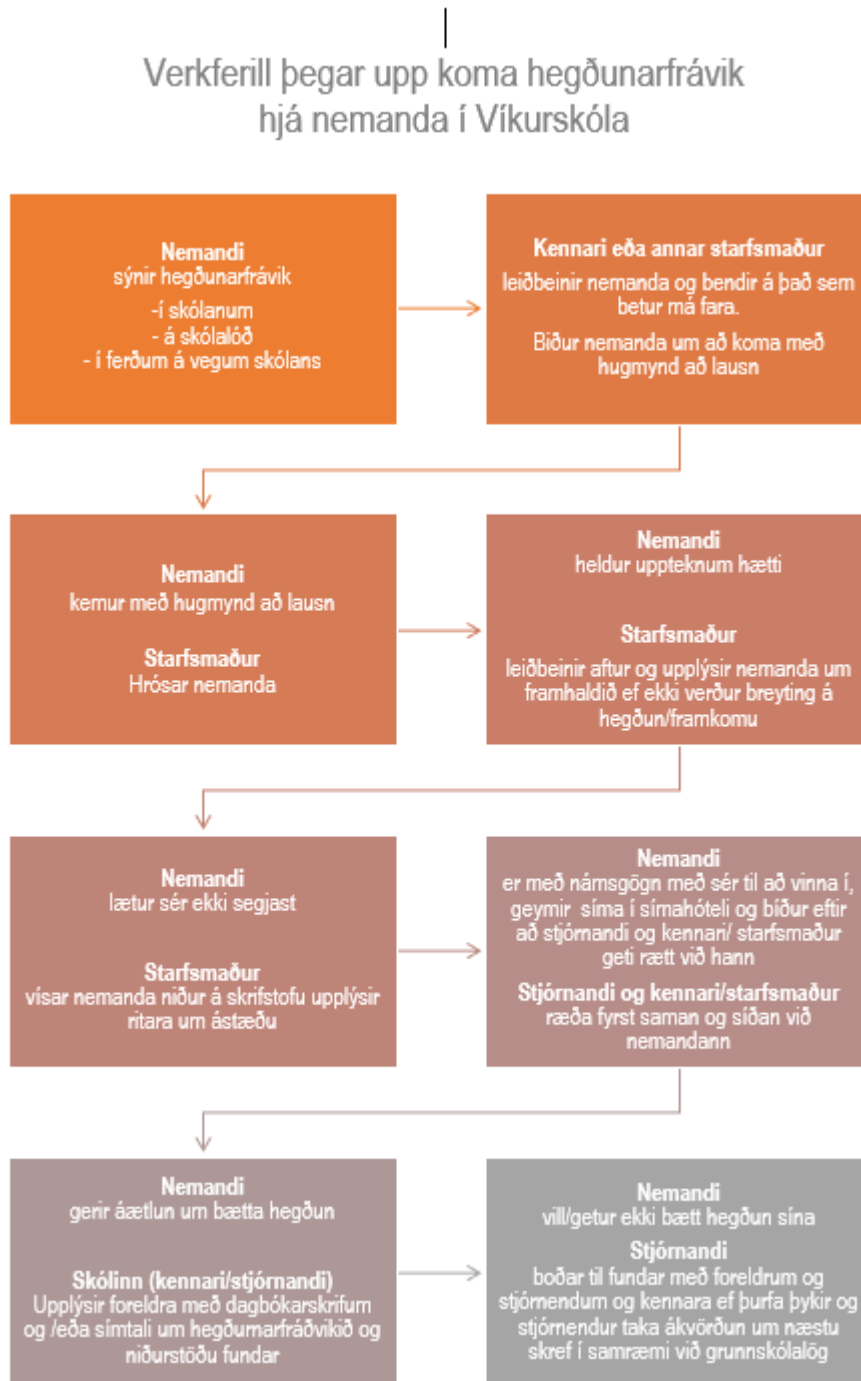 Verkferill þegar upp koma hegðunarfrávik
hjá nemanda í Víkurskóla
Nemandi
sýnir hegðunarfrávik
-í skólanum
- á skólalóð
- í ferðum á vegum skólans
Kennari eða annar starfsmaður
leiðbeinir nemanda og bendir á það sem
betur má fara.
Biður nemanda um að koma með
hugmynd að lausn
Nemandi
kemur með hugmynd að lausn
Starfsmaður
Hrósar nemanda
Nemandi
heldur uppteknum hætti
Starfsmaður
leiðbeinir aftur og upplýsir nemanda um
framhaldið ef ekki verður breyting á
hegðun/framkomu
Nemandi
lætur sér ekki segjast
Starfsmaður
vísar nemanda niður á skrifstofu upplýsir
ritara um ástæðu
Nemandi
er með námsgögn með sér til að vinna í,
geymir síma í símahóteli og bíður eftir
að stjórnandi og kennari/ starfsmaður
geti rætt við hann
Stjórnandi og kennari/starfsmaður
ræða fyrst saman og síðan við
nemandann
Nemandi
gerir áætlun um bætta hegðun
Skólinn (kennari/stjórnandi)
Upplýsir foreldra með dagbókarskrifum
og /eða símtali um hegðurnarfráðvikið og
niðurstöðu fundar
Nemandi
vill/getur ekki bætt hegðun sína
Stjórnandi
boðar til fundar með foreldrum og
stjórnendum og kennara ef þurfa þykir og
stjórnendur taka ákvörðun um næstu
skref í samræmi við grunnskólalög